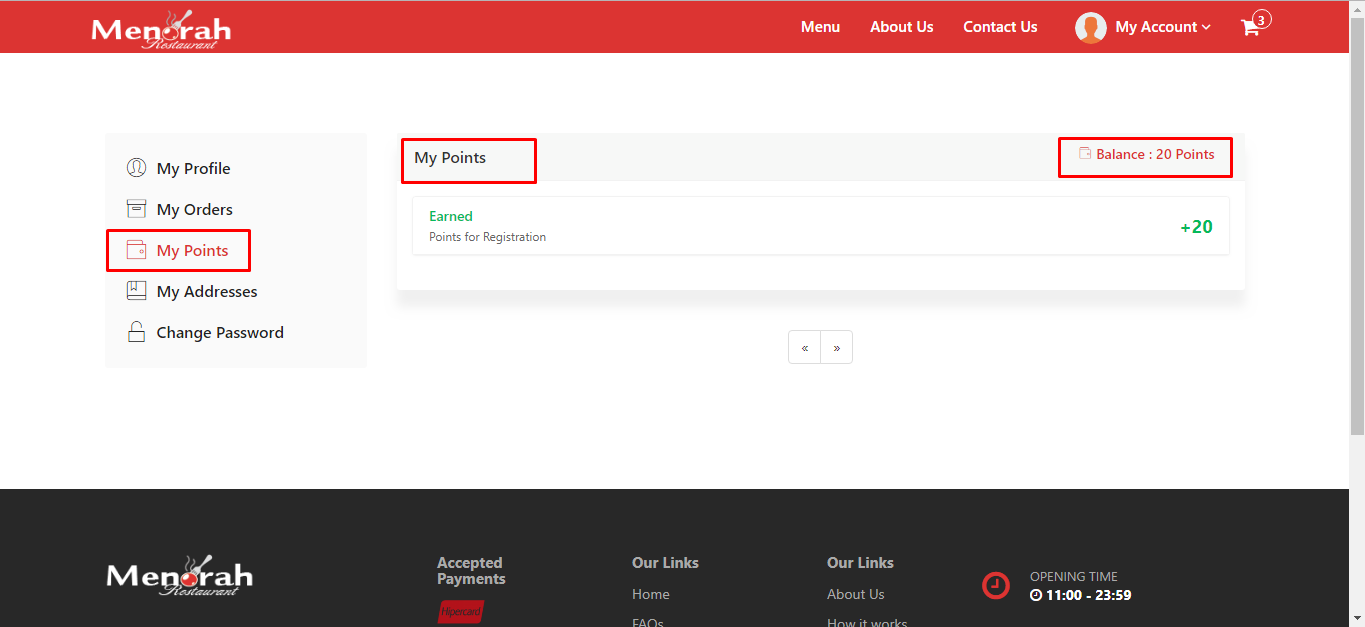 Menorah
Restaurant
Menu
About Us
Contact Us
My Account
3
My Profile
My Orders
My Points
My Addresses
Change Password
My Points
Balance : 20 Points
Earned
Points for Registration
+20
«
»
Menorah
Restaurant
Accepted
Payments
Hipercard
Our Links
Home
FAQs
Our Links
About Us
How it works
OPENING TIME
11:00 - 23:59